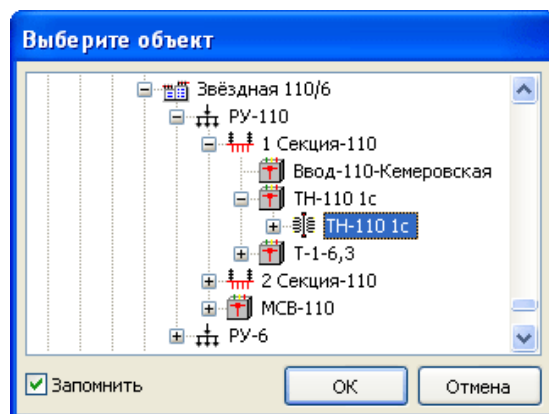 Выберите объект
Звёздная 110/6
РУ-110
1 Секция-110
Ввод-110-Кемеровская
ТН-110 1с
ТН-110 1с
Т-1-6,3
2 Секция-110
МСВ-110
РУ-6
Запомнить
ОК
Отмена